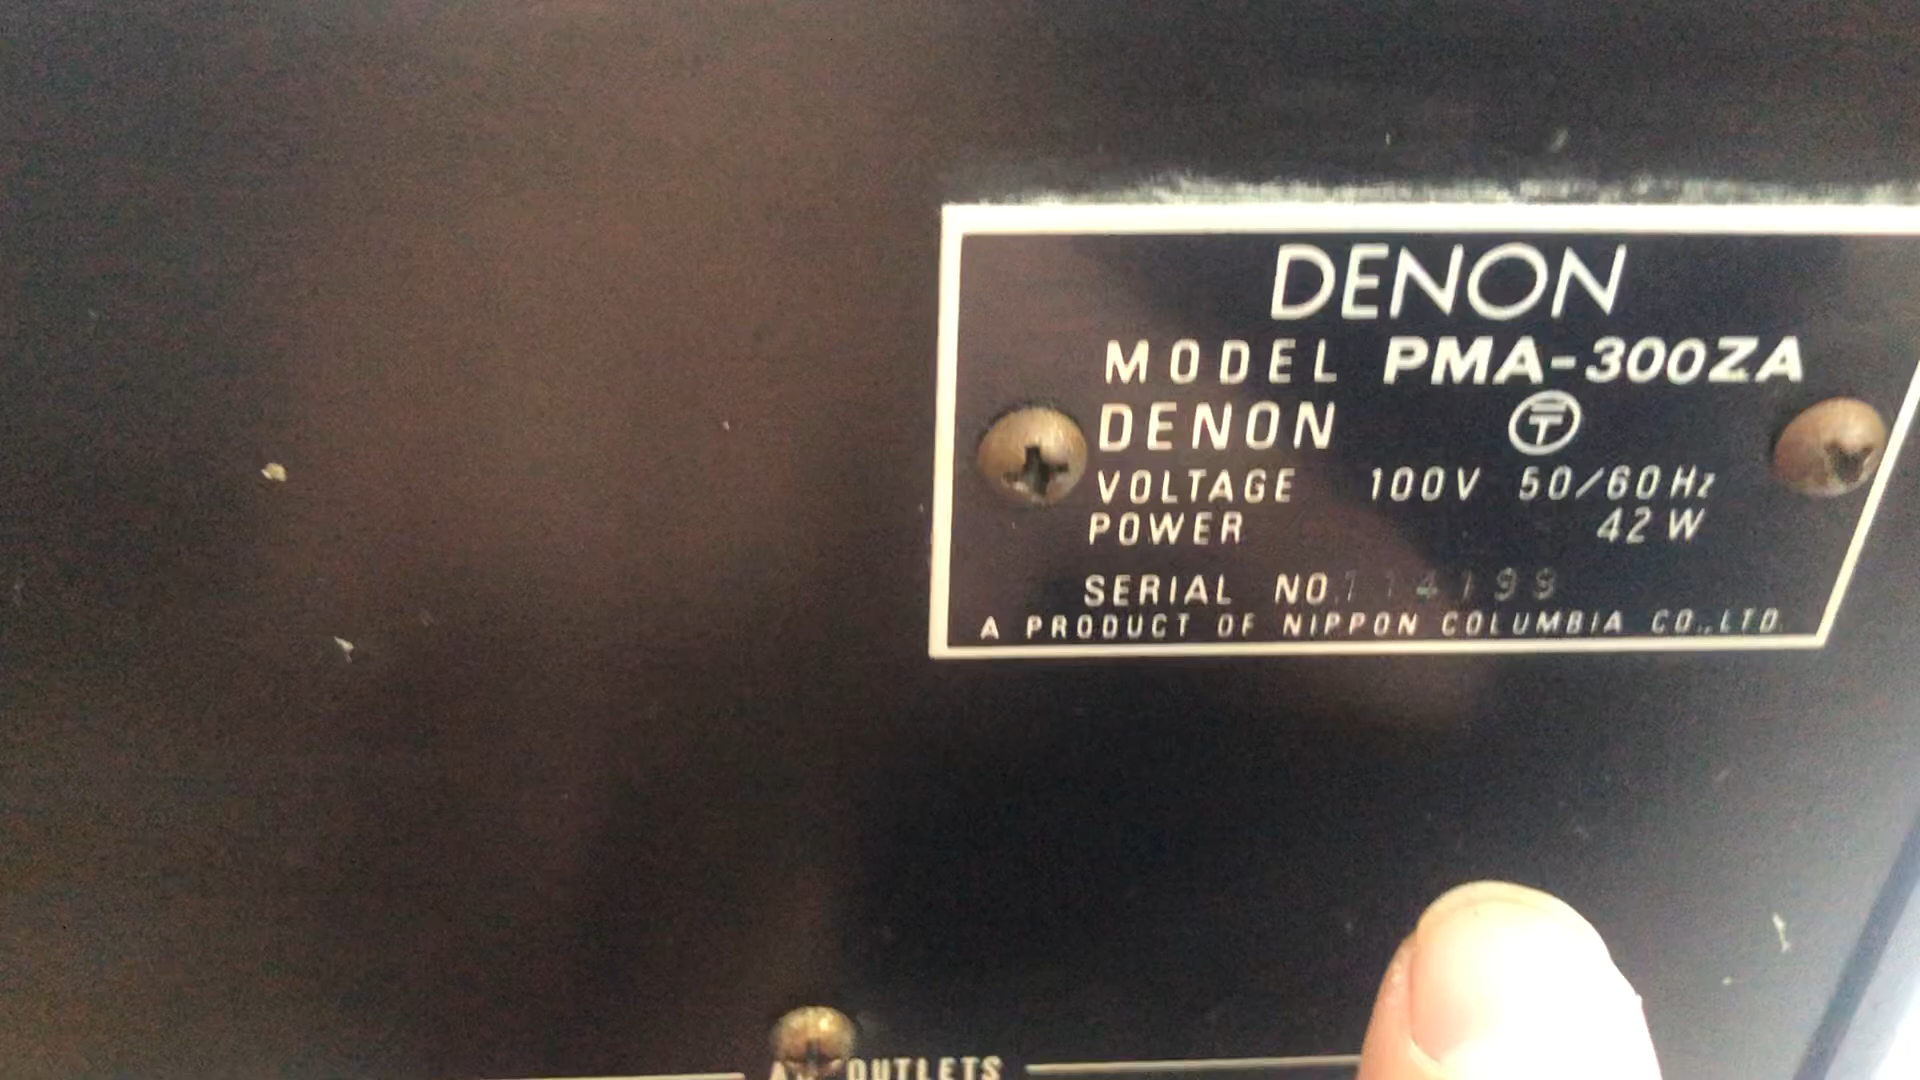 DENON
MODEL PMA-300ZA
DENON
VOLTAGE 100V 50/60Hz
POWER 42W
SERIAL NO.
A PRODUCT OF NIPPON COLUMBIA CO.,LTD.
OUTLETS